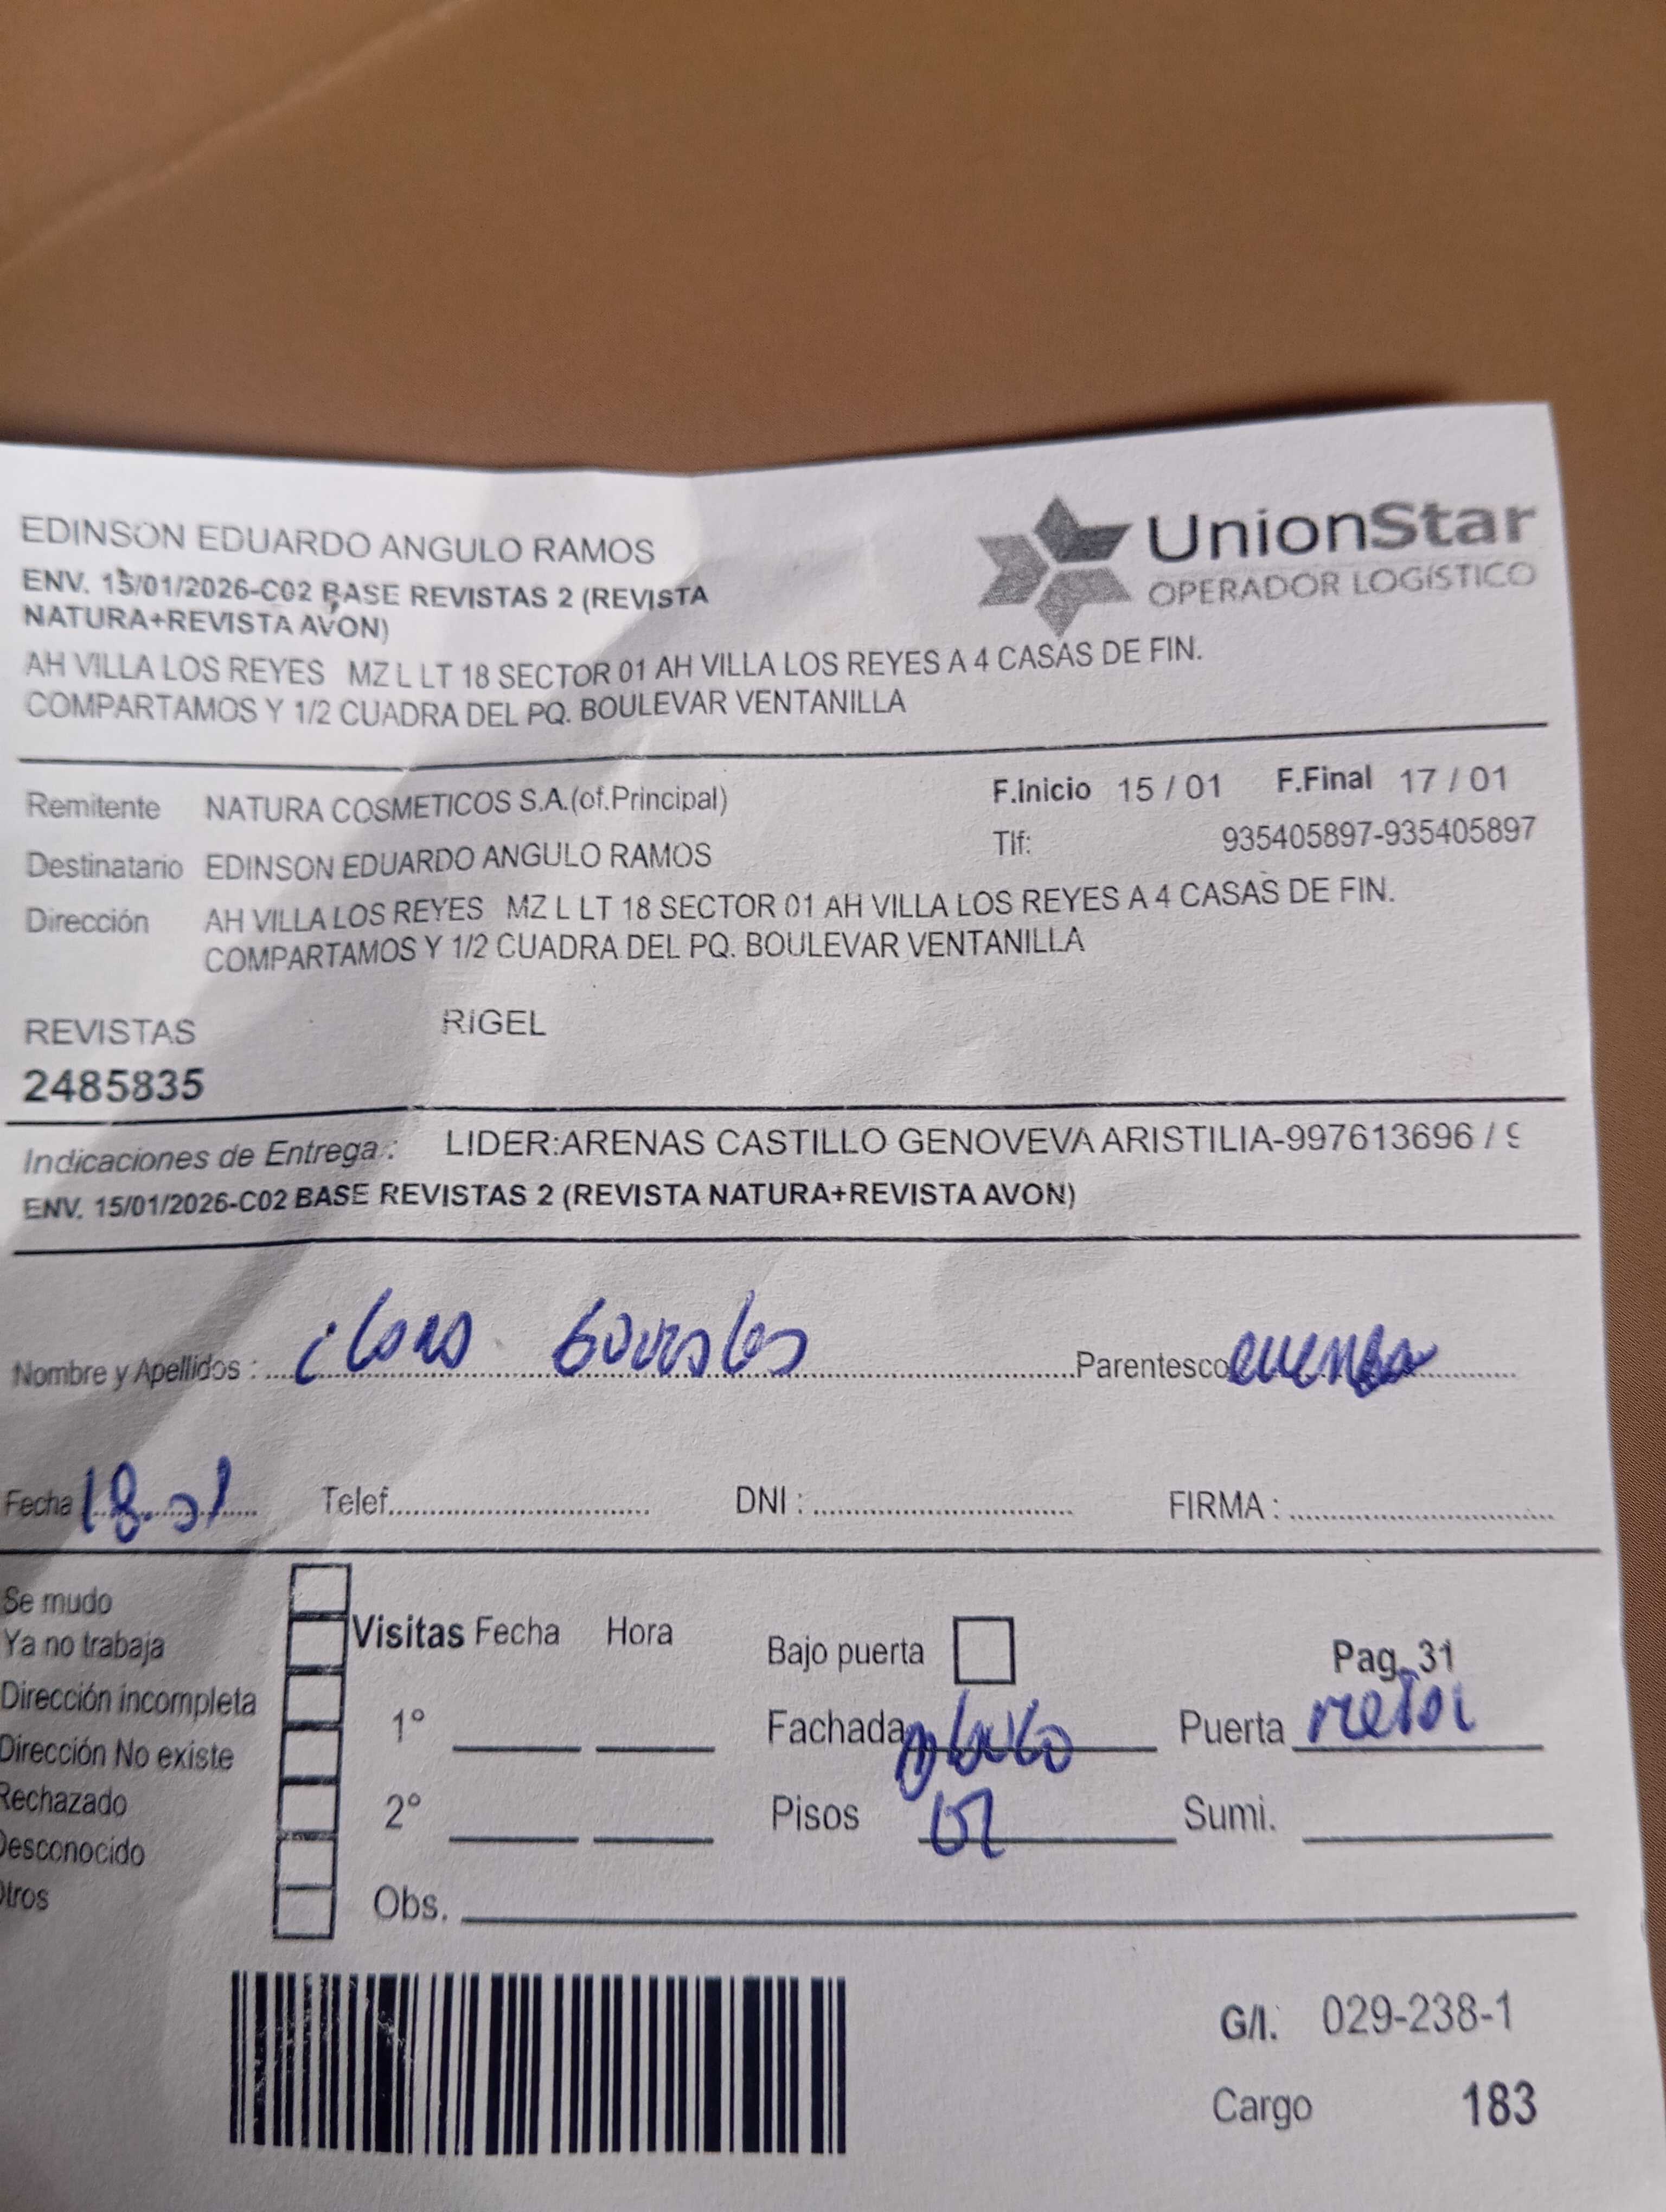 EDINSON EDUARDO ANGULO RAMOS
UnionStar
OPERADOR LOGÍSTICO
ENV. 15/01/2026-C02 BASE REVISTAS 2 (REVISTA
NATURA+REVISTA AVON)
AH VILLA LOS REYES MZ L LT 18 SECTOR 01 AH VILLA LOS REYES A 4 CASAS DE FIN.
COMPARTAMOS Y 1/2 CUADRA DEL PQ. BOULEVAR VENTANILLA
Remitente NATURA COSMETICOS S.A.(of.Principal) F.Inicio 15 / 01 F.Final 17 / 01
Destinatario EDINSON EDUARDO ANGULO RAMOS Tlf: 935405897-935405897
Dirección AH VILLA LOS REYES MZ L LT 18 SECTOR 01 AH VILLA LOS REYES A 4 CASAS DE FIN.
COMPARTAMOS Y 1/2 CUADRA DEL PQ. BOULEVAR VENTANILLA
REVISTAS RIGEL
2485835
Indicaciones de Entrega : LIDER:ARENAS CASTILLO GENOVEVA ARISTILIA-997613696 / 9
ENV. 15/01/2026-C02 BASE REVISTAS 2 (REVISTA NATURA+REVISTA AVON)
Nombre y Apellidos : Parentesco
Fecha 18.01 Telef. DNI : FIRMA :
Se mudo
Ya no trabaja
Dirección incompleta
Dirección No existe
Rechazado
Desconocido
Otros
Visitas Fecha Hora
1°
2°
Obs.
Bajo puerta Pag. 31
Fachada Puerta metal
Pisos 02 Sumi.
G/I. 029-238-1
Cargo 183